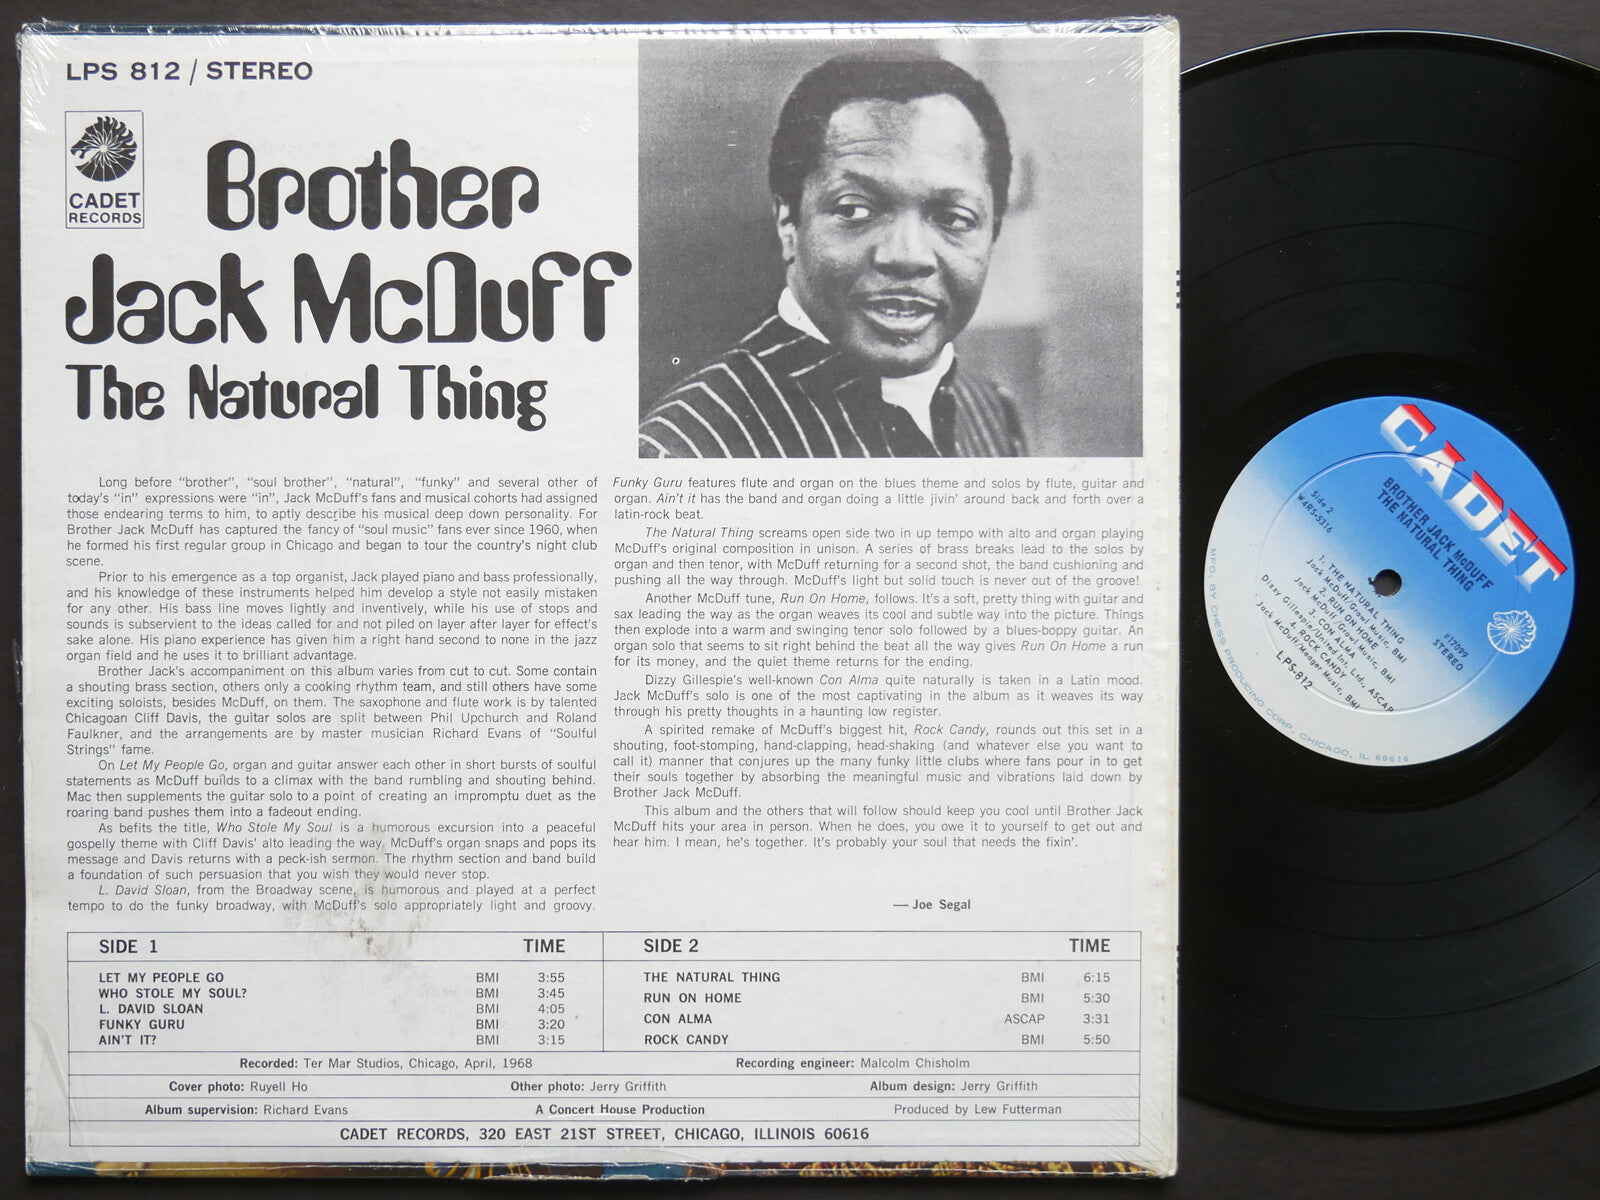 LPS 812 / STEREO
CADET
RECORDS
Brother
Jack McDuff
The Natural Thing
Long before “brother”, “soul brother”, “natural”, “funky” and several other of
today's “in” expressions were “in”, Jack McDuff's fans and musical cohorts had assigned
those endearing terms to him, to aptly describe his musical deep down personality. For
Brother Jack McDuff has captured the fancy of “soul music” fans ever since 1960, when
he formed his first regular group in Chicago and began to tour the country's night club
scene.
Prior to his emergence as a top organist, Jack played piano and bass professionally,
and his knowledge of these instruments helped him develop a style not easily mistaken
for any other. His bass line moves lightly and inventively, while his use of stops and
sounds is subservient to the ideas called for and not piled on layer after layer for effect's
sake alone. His piano experience has given him a right hand second to none in the jazz
organ field and he uses it to brilliant advantage.
Brother Jack's accompaniment on this album varies from cut to cut. Some contain
a shouting brass section, others only a cooking rhythm team, and still others have some
exciting soloists, besides McDuff, on them. The saxophone and flute work is by talented
Chicagoan Cliff Davis, the guitar solos are split between Phil Upchurch and Roland
Faulkner, and the arrangements are by master musician Richard Evans of “Soulful
Strings” fame.
On Let My People Go, organ and guitar answer each other in short bursts of soulful
statements as McDuff builds to a climax with the band rumbling and shouting behind.
Mac then supplements the guitar solo to a point of creating an impromptu duet as the
roaring band pushes them into a fadeout ending.
As befits the title, Who Stole My Soul is a humorous excursion into a peaceful
gospelly theme with Cliff Davis' alto leading the way. McDuff's organ snaps and pops its
message and Davis returns with a peck-ish sermon. The rhythm section and band build
a foundation of such persuasion that you wish they would never stop.
L. David Sloan, from the Broadway scene, is humorous and played at a perfect
tempo to do the funky broadway, with McDuff's solo appropriately light and groovy.
Funky Guru features flute and organ on the blues theme and solos by flute, guitar and
organ. Ain't it has the band and organ doing a little jivin' around back and forth over a
latin-rock beat.
The Natural Thing screams open side two in up tempo with alto and organ playing
McDuff's original composition in unison. A series of brass breaks lead to the solos by
organ and then tenor, with McDuff returning for a second shot, the band cushioning and
pushing all the way through. McDuff's light but solid touch is never out of the groove!
Another McDuff tune, Run On Home, follows. It's a soft, pretty thing with guitar and
sax leading the way as the organ weaves its cool and subtle way into the picture. Things
then explode into a warm and swinging tenor solo followed by a blues-boppy guitar. An
organ solo that seems to sit right behind the beat all the way gives Run On Home a run
for its money, and the quiet theme returns for the ending.
Dizzy Gillespie's well-known Con Alma quite naturally is taken in a Latin mood.
Jack McDuff's solo is one of the most captivating in the album as it weaves its way
through his pretty thoughts in a haunting low register.
A spirited remake of McDuff's biggest hit, Rock Candy, rounds out this set in a
shouting, foot-stomping, hand-clapping, head-shaking (and whatever else you want to
call it) manner that conjures up the many funky little clubs where fans pour in to get
their souls together by absorbing the meaningful music and vibrations laid down by
Brother Jack McDuff.
This album and the others that will follow should keep you cool until Brother Jack
McDuff hits your area in person. When he does, you owe it to yourself to get out and
hear him. I mean, he's together. It's probably your soul that needs the fixin'.
— Joe Segal
SIDE 1 TIME
LET MY PEOPLE GO BMI 3:55
WHO STOLE MY SOUL? BMI 3:45
L. DAVID SLOAN BMI 4:05
FUNKY GURU BMI 3:20
AIN'T IT? BMI 3:15
SIDE 2 TIME
THE NATURAL THING BMI 6:15
RUN ON HOME BMI 5:30
CON ALMA ASCAP 3:31
ROCK CANDY BMI 5:50
Recorded: Ter Mar Studios, Chicago, April, 1968 Recording engineer: Malcolm Chisholm
Cover photo: Ruyell Ho Other photo: Jerry Griffith Album design: Jerry Griffith
Album supervision: Richard Evans A Concert House Production Produced by Lew Futterman
CADET RECORDS, 320 EAST 21ST STREET, CHICAGO, ILLINOIS 60616
CADET
BROTHER JACK McDUFF
THE NATURAL THING
Side 2
W4RS-5316
#17099
STEREO
1. THE NATURAL THING
Jack McDuff/Growl Music, BMI
2. RUN ON HOME
Jack McDuff/Growl Music, BMI
3. CON ALMA
Dizzy Gillespie/United Int. Ltd., ASCAP
4. ROCK CANDY
Jack McDuff/Meager Music, BMI
LPS-812
MFG. BY CHESS PRODUCING CORP., CHICAGO, IL 60616